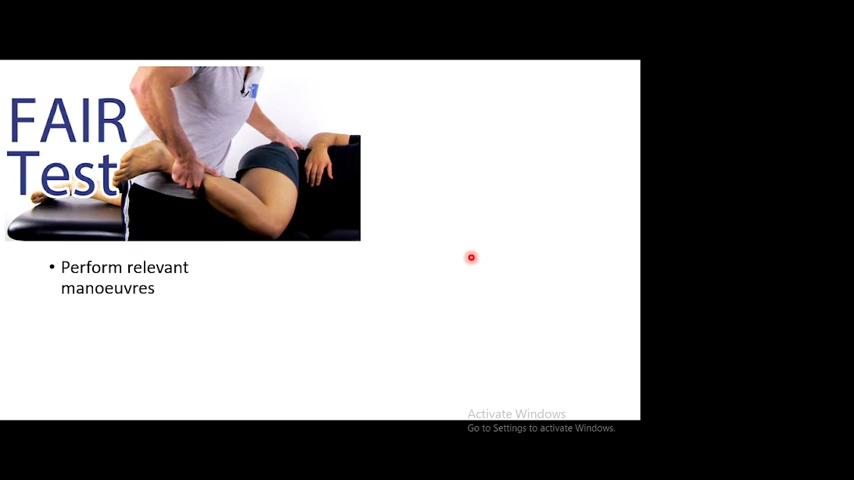 FAIR
Test
• Perform relevant
manoeuvres
Activate Windows
Go to Settings to activate Windows.